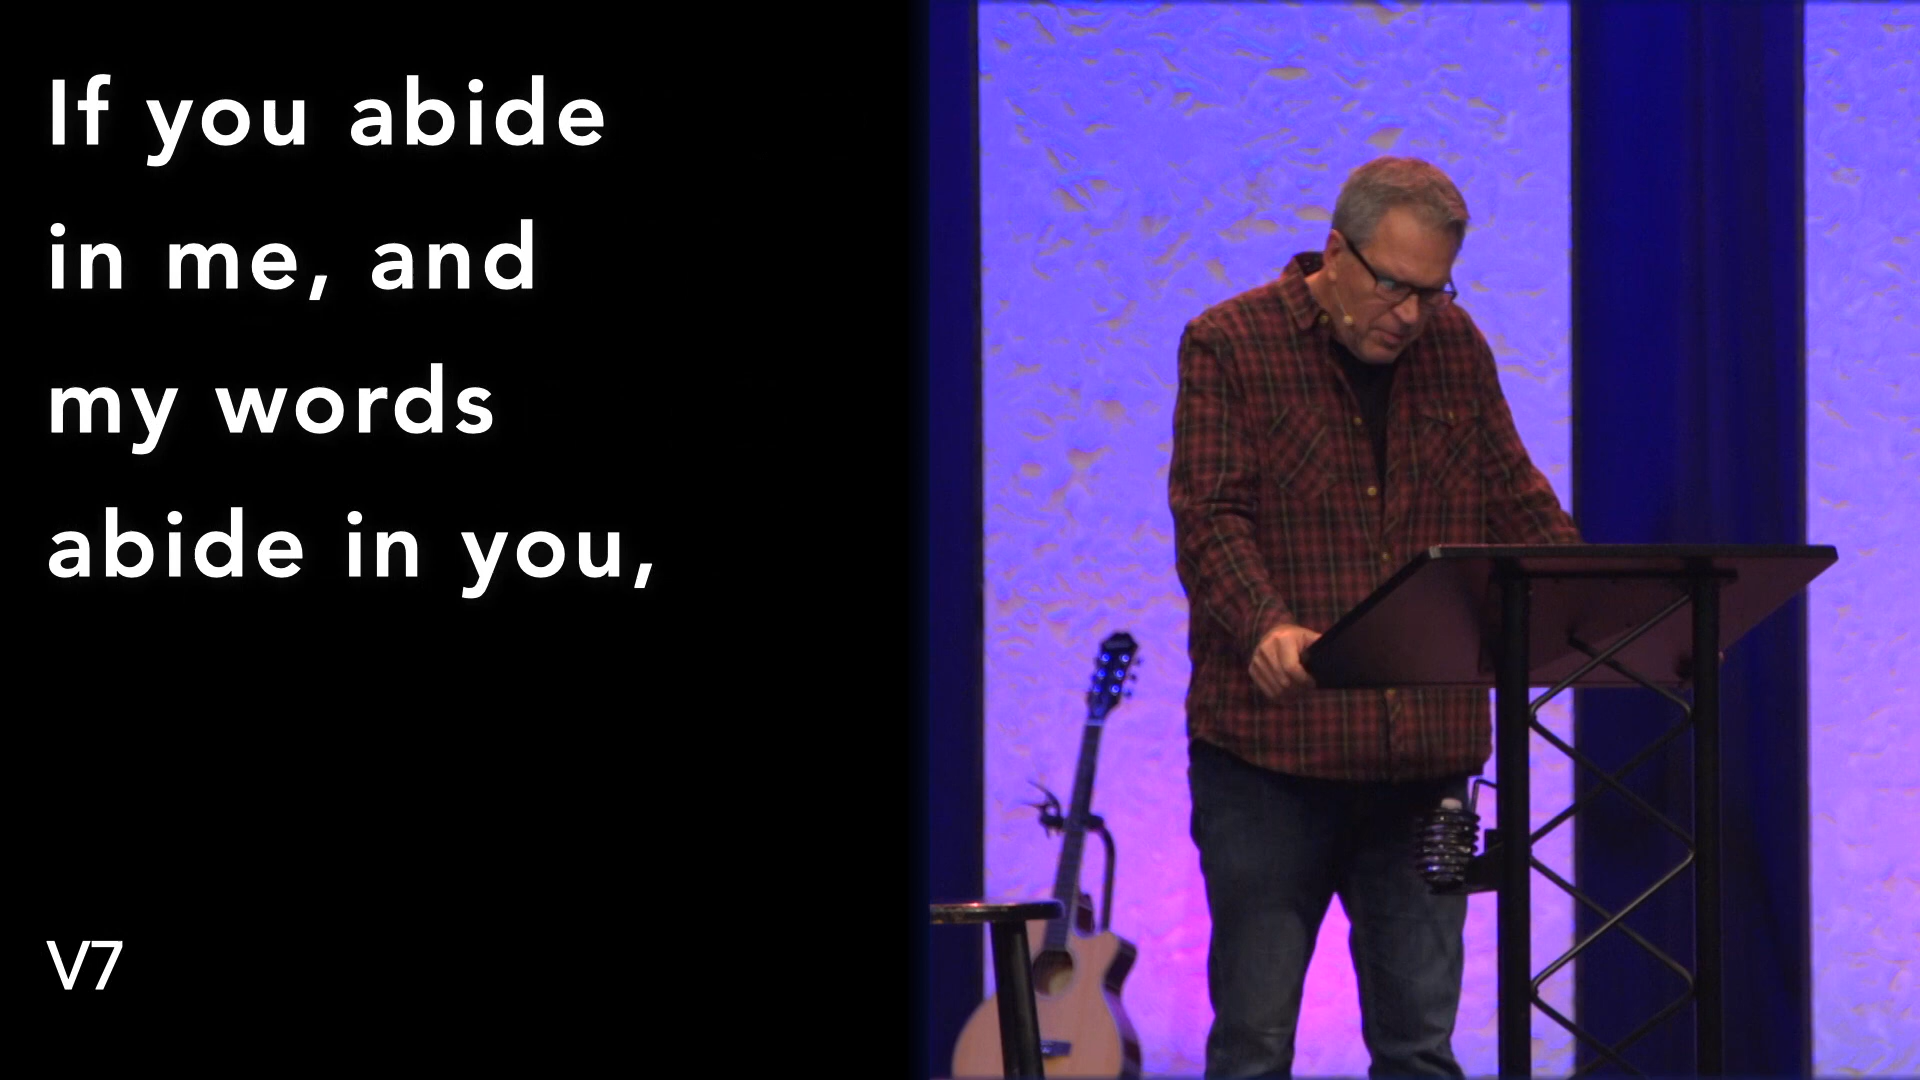 If you abide
in me, and
my words
abide in you,
V7